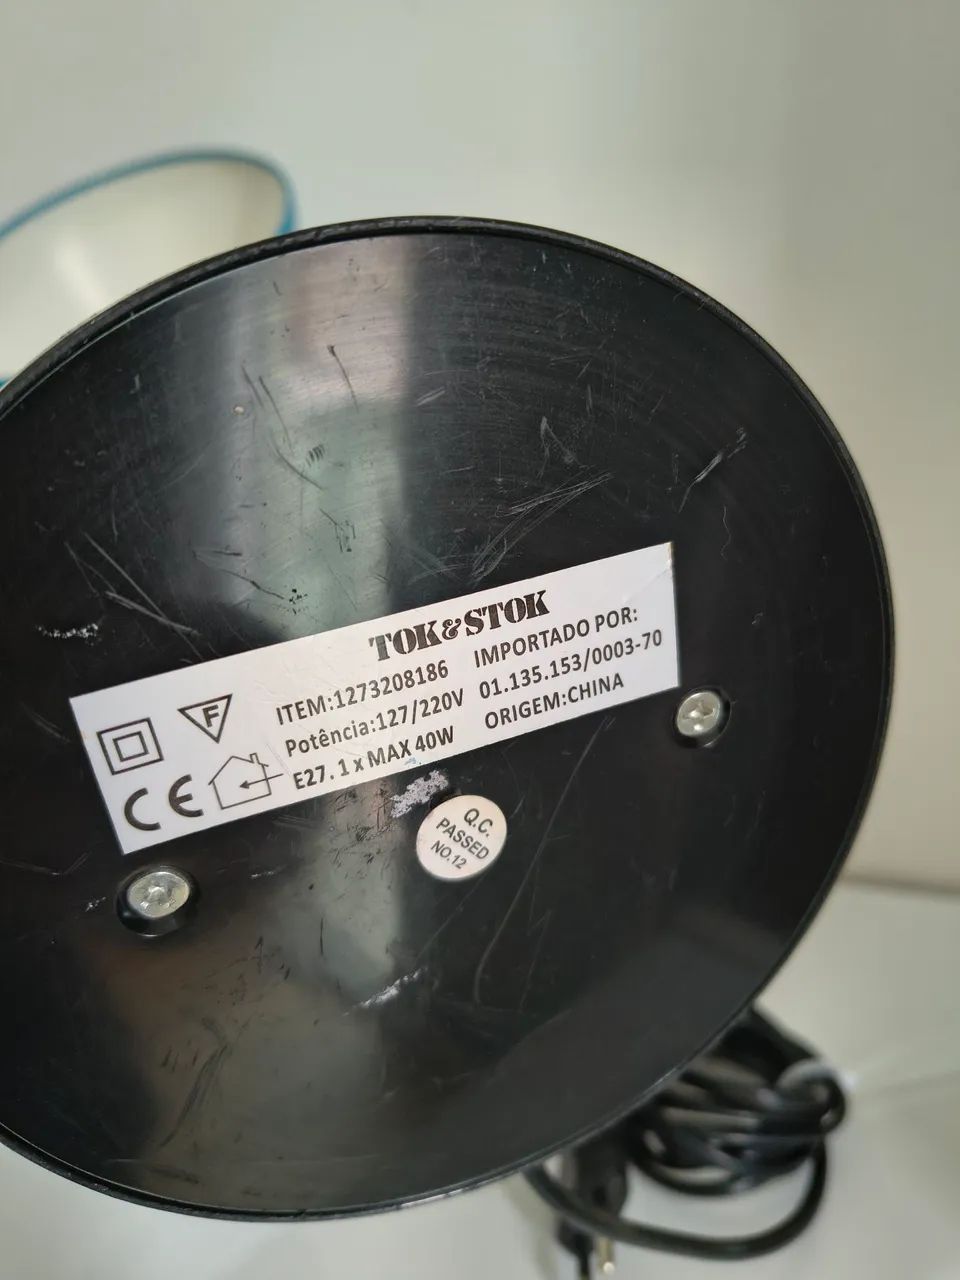 TOK&STOK
F
ITEM:1273208186
Potência:127/220V
E27. 1 x MAX 40W
IMPORTADO POR:
01.135.153/0003-70
ORIGEM:CHINA
CE
Q.C.
PASSED
NO.12